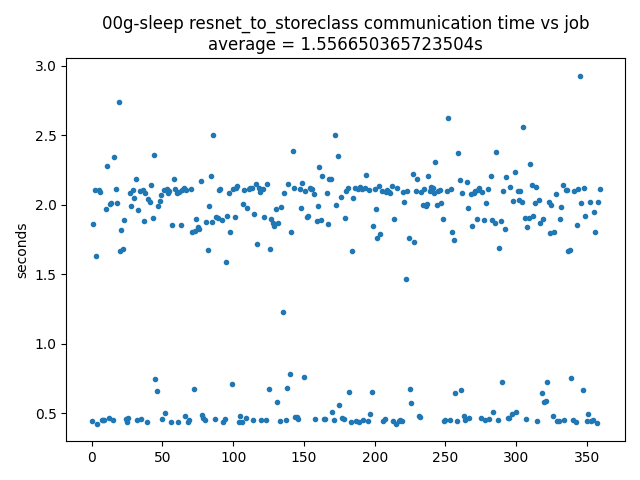 00g-sleep resnet_to_storeclass communication time vs job
average = 1.556650365723504s
3.0
2.5
2.0
1.5
1.0
0.5
seconds
0 50 100 150 200 250 300 350